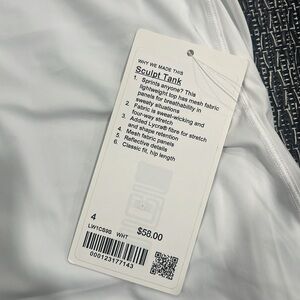 WHY WE MADE THIS
Sculpt Tank
1. Sprints anyone? This
lightweight top has mesh fabric
panels for breathability in
sweaty situations
2. Fabric is sweat-wicking and
four-way stretch
3. Added Lycra® fibre for stretch
and shape retention
4. Mesh fabric panels
5. Reflective details
6. Classic fit, hip length
4
$58.00
LW1CS9S WHT
000123177143